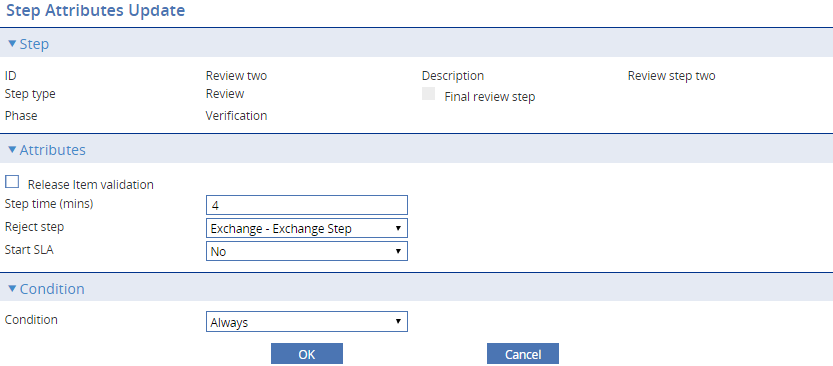 Step Attributes Update
Step
ID Review two Description Review step two
Step type Review Final review step
Phase Verification
Attributes
Release Item validation
Step time (mins) 4
Reject step Exchange - Exchange Step
Start SLA No
Condition
Condition Always
OK Cancel